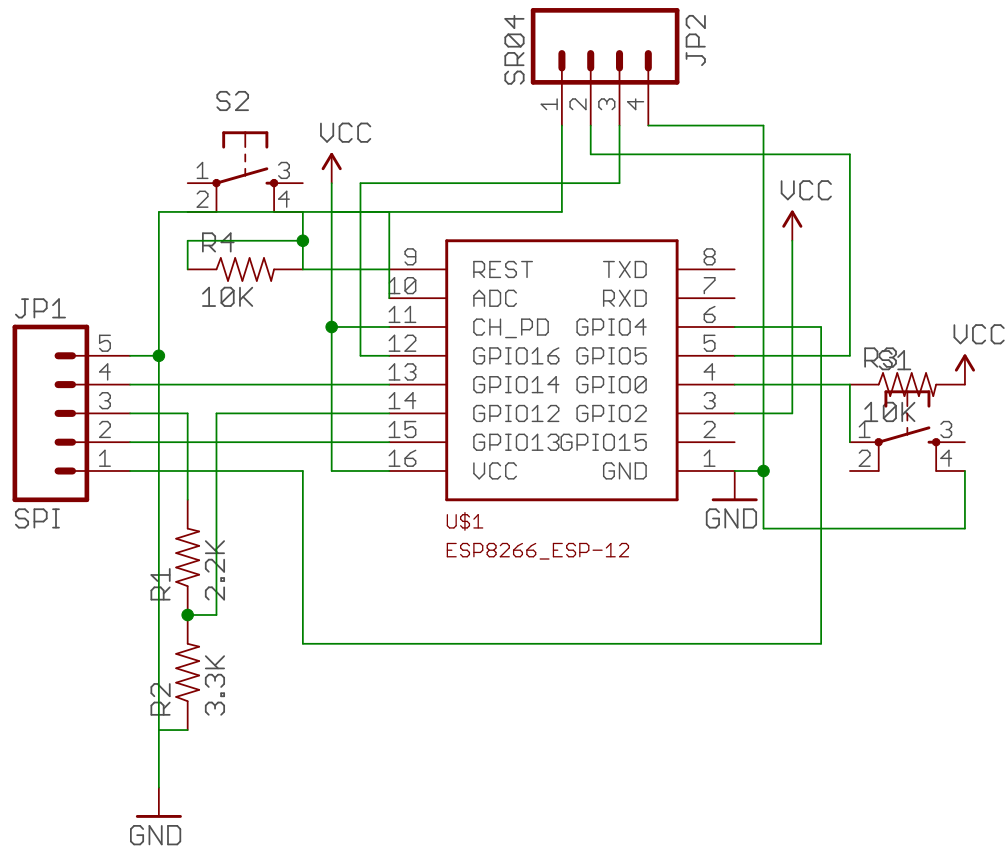 SR04
JP2
1
2
3
4
S2
VCC
1
3
2
4
VCC
R4
10K
JP1
5
4
3
2
1
SPI
9
10
11
12
13
14
15
16
REST
ADC
CH_PD
GPIO16
GPIO14
GPIO12
GPIO13
VCC
TXD
RXD
GPIO4
GPIO5
GPIO0
GPIO2
GPIO15
GND
8
7
6
5
4
3
2
1
VCC
R3
S1
10K
1
3
2
4
GND
U$1
ESP8266_ESP-12
R1
2.2K
R2
3.3K
GND